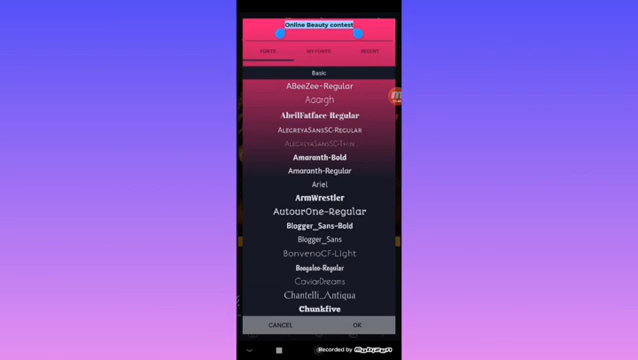 Online Beauty contest
FONTS MY FONTS RECENT
Basic
ABeeZee-Regular
Aaargh
AbrilFatface-Regular
AlegreyaSansSC-Regular
AlegreyaSansSC-Thin
Amaranth-Bold
Amaranth-Regular
Ariel
ArmWrestler
AutourOne-Regular
Blogger_Sans-Bold
Blogger_Sans
BonvenoCF-Light
Boogaloo-Regular
CaviarDreams
Chantelli_Antiqua
Chunkfive
CANCEL OK
Recorded by